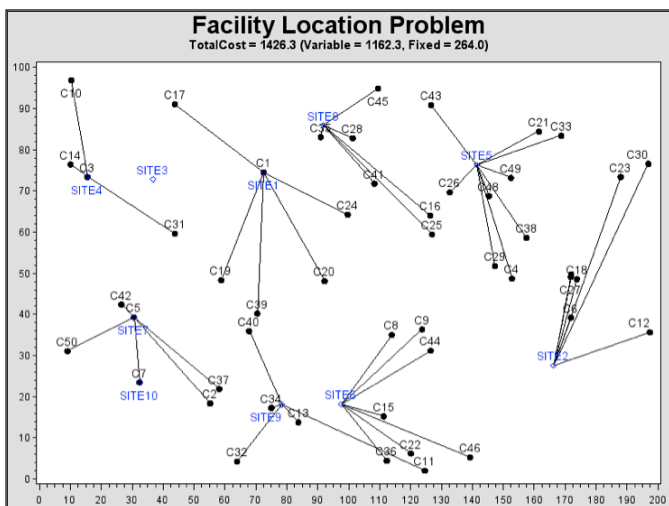 Facility Location Problem
TotalCost = 1426.3 (Variable = 1162.3, Fixed = 264.0)
100
90
80
70
60
50
40
30
20
10
0
C10
C17
C45
C43
SITE8
C35
C28
C21
C33
C14
C3
SITE4
SITE3
C1
SITE1
C41
SITE5
C49
C48
C26
C23
C30
C31
C24
C16
C25
C38
C19
C20
C29
C4
C18
C27
C6
C42
C5
SITE7
C39
C40
C8
C9
C44
C12
SITE2
C50
C7
SITE10
C37
C2
C34
SITE9
C13
C15
C32
C36
C22
C11
C46
0
10
20
30
40
50
60
70
80
90
100
110
120
130
140
150
160
170
180
190
200